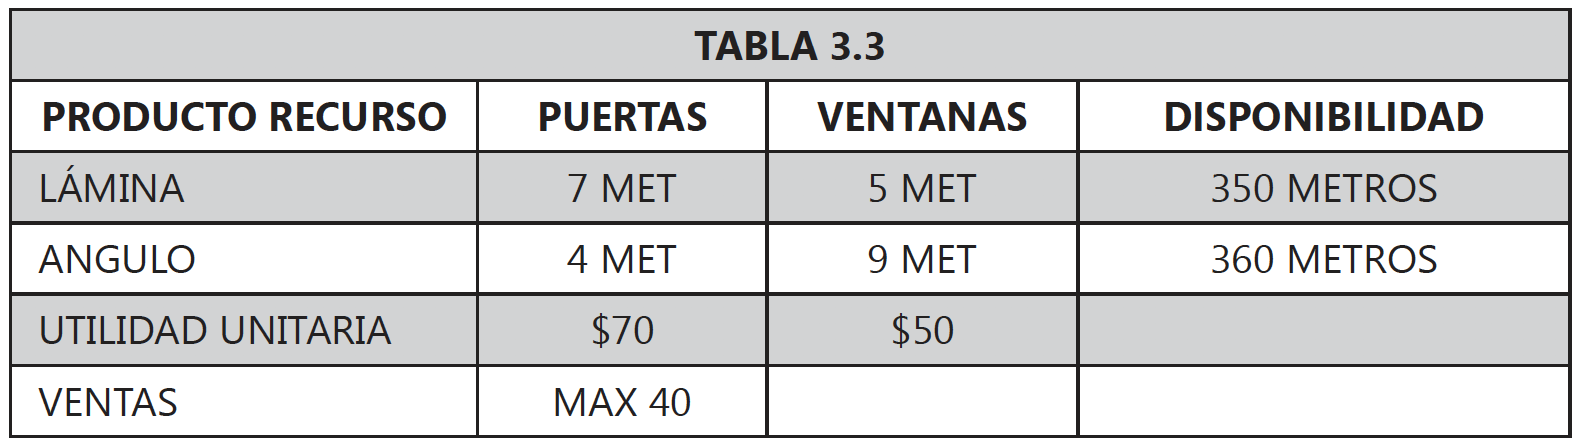 TABLA 3.3
PRODUCTO RECURSO PUERTAS VENTANAS DISPONIBILIDAD
LÁMINA 7 MET 5 MET 350 METROS
ANGULO 4 MET 9 MET 360 METROS
UTILIDAD UNITARIA $70 $50
VENTAS MAX 40